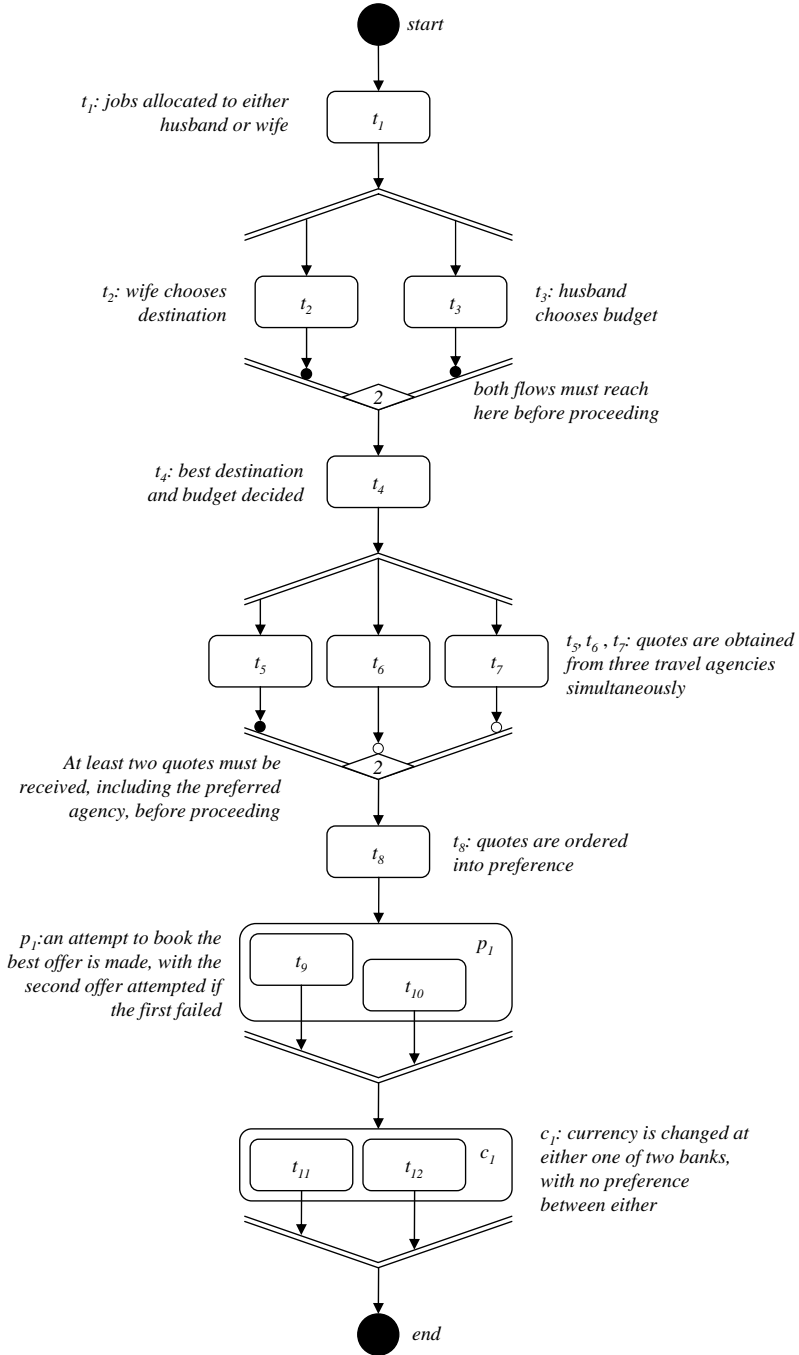 start
t1: jobs allocated to either
husband or wife
t1
t2: wife chooses
destination
t2
t3
t3: husband
chooses budget
2
both flows must reach
here before proceeding
t4: best destination
and budget decided
t4
t5
t6
t7
t5, t6 , t7: quotes are obtained
from three travel agencies
simultaneously
At least two quotes must be
received, including the preferred
agency, before proceeding
2
t8
t8: quotes are ordered
into preference
p1:an attempt to book the
best offer is made, with the
second offer attempted if
the first failed
p1
t9
t10
c1: currency is changed at
either one of two banks,
with no preference
between either
c1
t11
t12
end